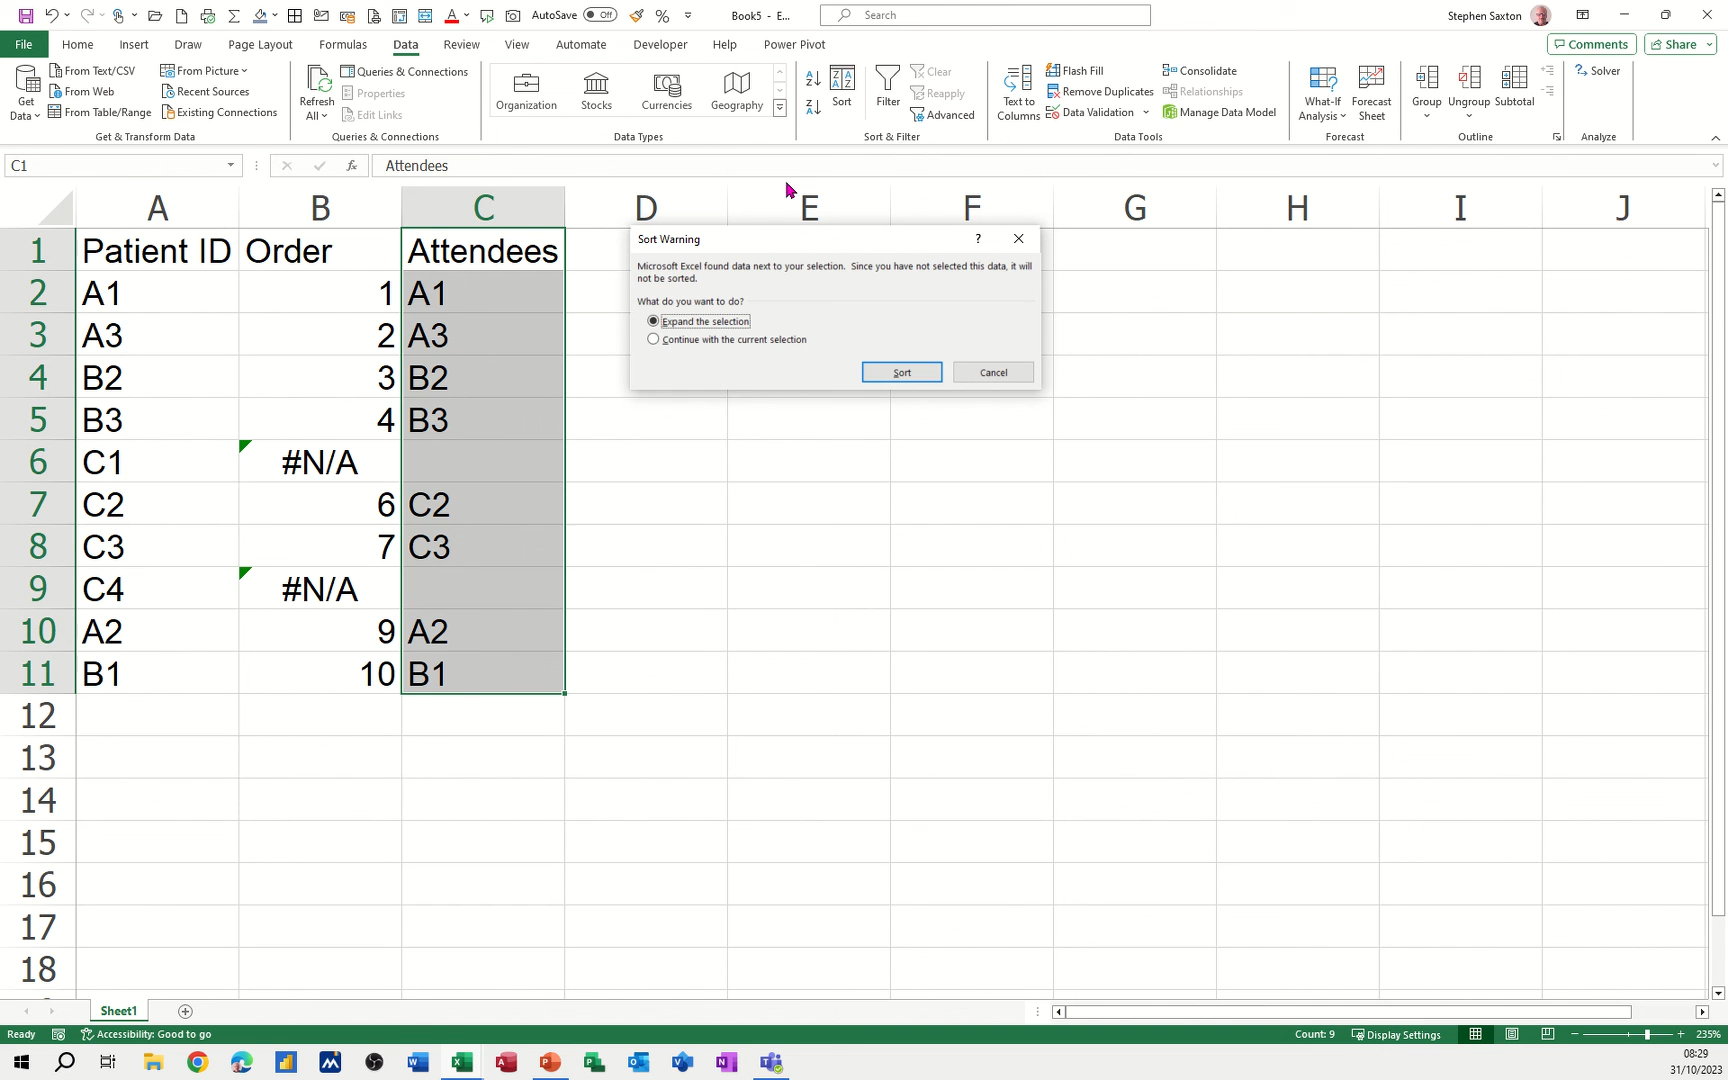 AutoSave Off Book5 - E... Search Stephen Saxton
File Home Insert Draw Page Layout Formulas Data Review View Automate Developer Help Power Pivot Comments Share
Get Data
From Text/CSV
From Web
From Table/Range
From Picture
Recent Sources
Existing Connections
Get & Transform Data
Refresh All
Queries & Connections
Properties
Edit Links
Queries & Connections
Organization Stocks Currencies Geography
Data Types
Sort
Filter
Clear
Reapply
Advanced
Sort & Filter
Text to Columns
Flash Fill
Remove Duplicates
Data Validation
Consolidate
Relationships
Manage Data Model
Data Tools
What-If Analysis
Forecast Sheet
Forecast
Group Ungroup Subtotal
Outline
Solver
Analyze
C1 fx Attendees
A B C D E F G H I J
1 Patient ID Order Attendees
2 A1 1 A1
3 A3 2 A3
4 B2 3 B2
5 B3 4 B3
6 C1 #N/A
7 C2 6 C2
8 C3 7 C3
9 C4 #N/A
10 A2 9 A2
11 B1 10 B1
12
13
14
15
16
17
18
Sort Warning ?
Microsoft Excel found data next to your selection. Since you have not selected this data, it will
not be sorted.
What do you want to do?
Expand the selection
Continue with the current selection
Sort Cancel
Sheet1
Ready Accessibility: Good to go Count: 9 Display Settings 235%
08:29
31/10/2023